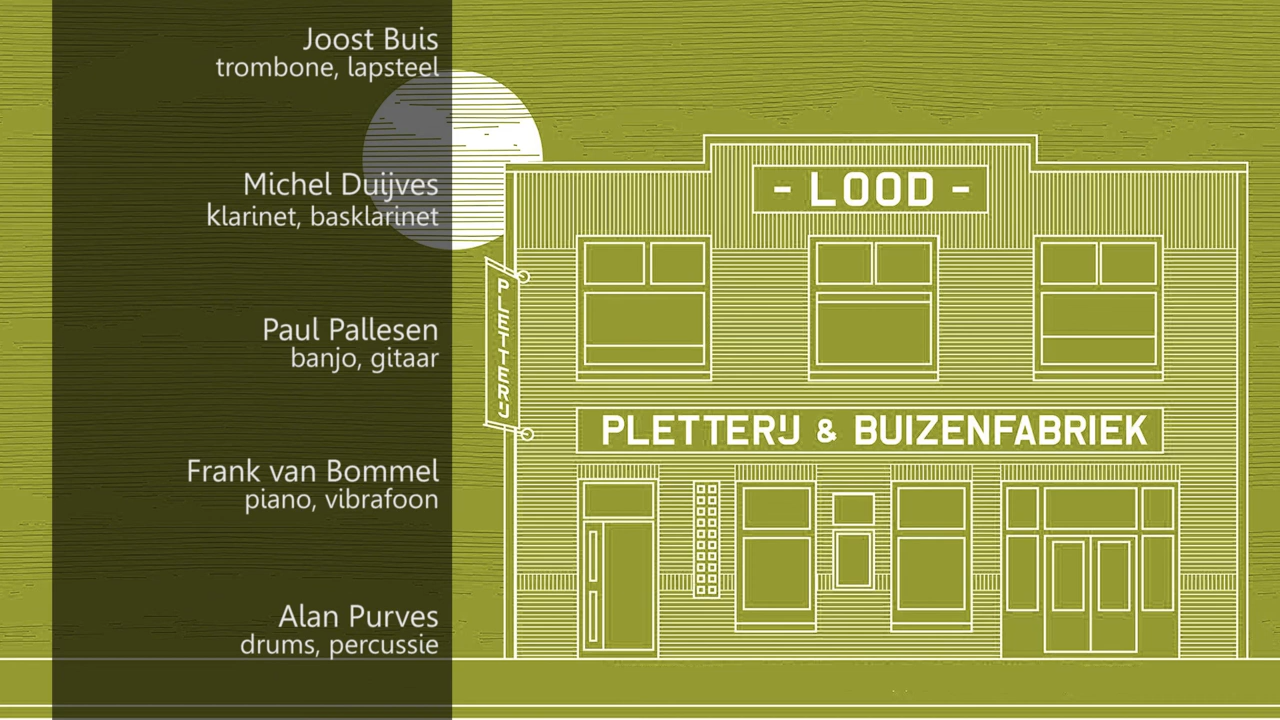 Joost Buis
trombone, lapsteel
Michel Duijves
klarinet, basklarinet
Paul Pallesen
banjo, gitaar
Frank van Bommel
piano, vibrafoon
Alan Purves
drums, percussie
- LOOD -
PLETTERIJ
PLETTERIJ & BUIZENFABRIEK